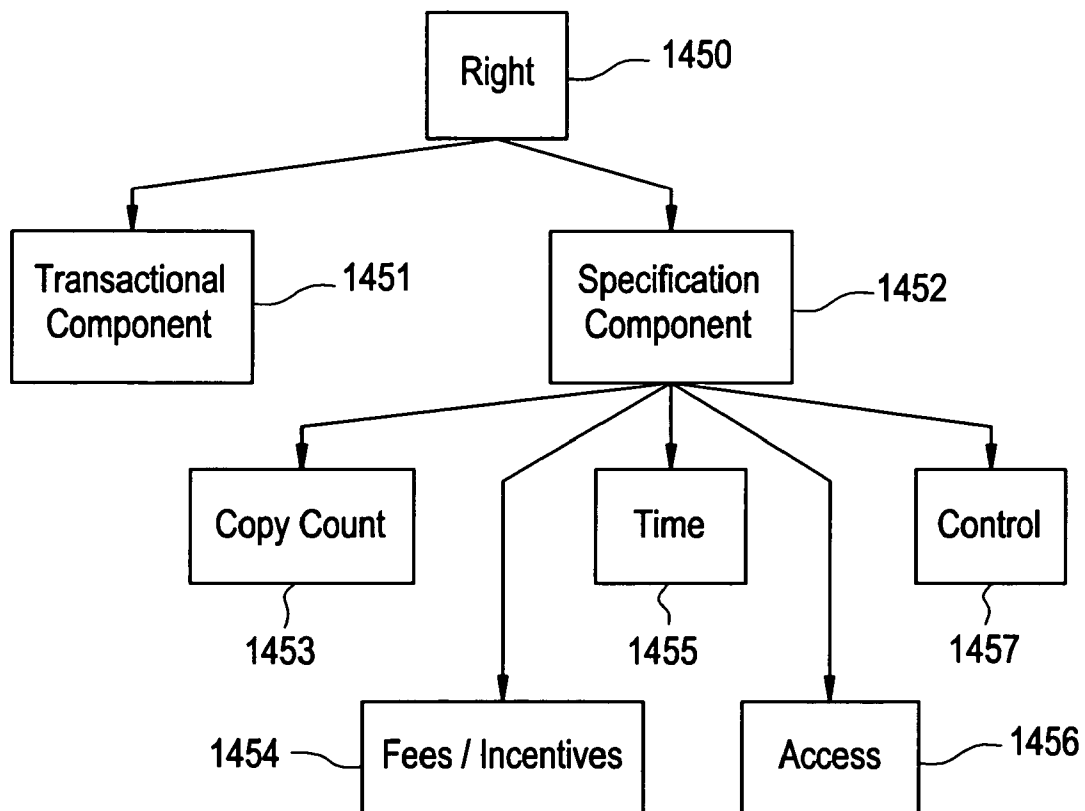 Right
1450
Transactional
Component
1451
Specification
Component
1452
Copy Count
1453
Time
1455
Control
1457
1454
Fees / Incentives
Access
1456